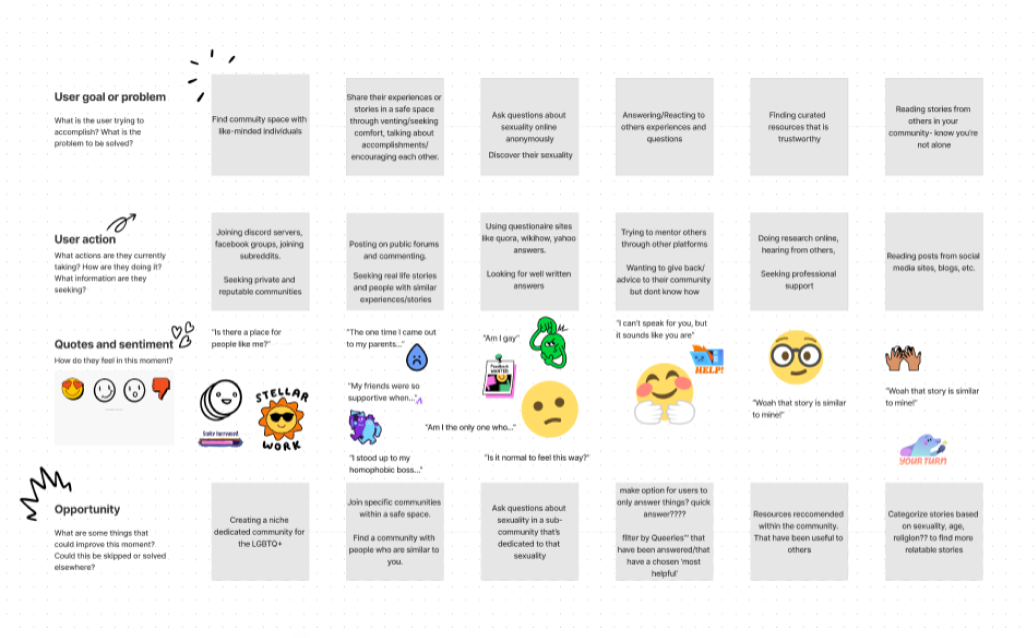 User goal or problem
What is the user trying to
accomplish? What is the
problem to be solved?
Find commuity space with
like-minded individuals
Share their experiences or
stories in a safe space
through venting/seeking
comfort, talking about
accomplishments/
encouraging each other.
Ask questions about
sexuality online
anonymously
Discover their sexuality
Answering/Reacting to
others experiences and
questions
Finding curated
resources that is
trustworthy
Reading stories from
others in your
community- know you're
not alone
User action
What actions are they currently
taking? How are they doing it?
What information are they
seeking?
Joining discord servers,
facebook groups, joining
subreddits.
Seeking private and
reputable communities
Posting on public forums
and commenting.
Seeking real life stories
and people with similar
experiences/stories
Using questionaire sites
like quora, wikihow, yahoo
answers.
Looking for well written
answers
Trying to mentor others
through other platforms
Wanting to give back/
advice to their community
but dont know how
Doing research online,
hearing from others,
Seeking professional
support
Reading posts from social
media sites, blogs, etc.
Quotes and sentiment
How do they feel in this moment?
"Is there a place for
people like me?"
STELLAR
WORK
"The one time I came out
to my parents..."
"My friends were so
supportive when..."
"I stood up to my
homophobic boss..."
"Am I gay"
Feedback
WANTED
"Am I the only one who..."
"Is it normal to feel this way?"
"I can't speak for you, but
it sounds like you are"
HELP!
"Woah that story is similar
to mine!"
"Woah that story is similar
to mine!"
YOUR TURN
Opportunity
What are some things that
could improve this moment?
Could this be skipped or solved
elsewhere?
Creating a niche
dedicated community for
the LGBTQ+
Join specific communities
within a safe space.
Find a community with
people who are similar to
you.
Ask questions about
sexuality in a sub-
community that's
dedicated to that
sexuality
make option for users to
only answer things? quick
answer????
filter by Queeries™ that
have been answered/that
have a chosen 'most
helpful'
Resources reccomended
within the community.
That have been useful to
others
Categorize stories based
on sexuality, age,
religion?? to find more
relatable stories